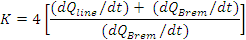 K = 4 [ (dQ_line/dt) + (dQ_Brem/dt) / (dQ_Brem/dt) ]